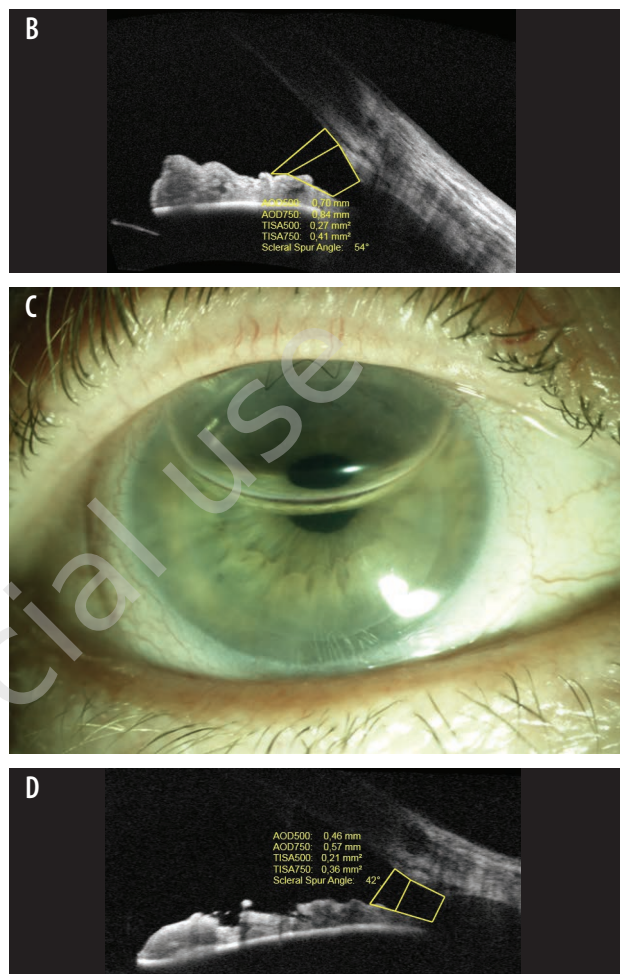 B
AOD500: 0,70 mm
AOD750: 0,84 mm
TISA500: 0,27 mm²
TISA750: 0,41 mm²
Scleral Spur Angle: 54°
C
cial use
D
AOD500: 0,46 mm
AOD750: 0,57 mm
TISA500: 0,21 mm²
TISA750: 0,36 mm²
Scleral Spur Angle: 42°